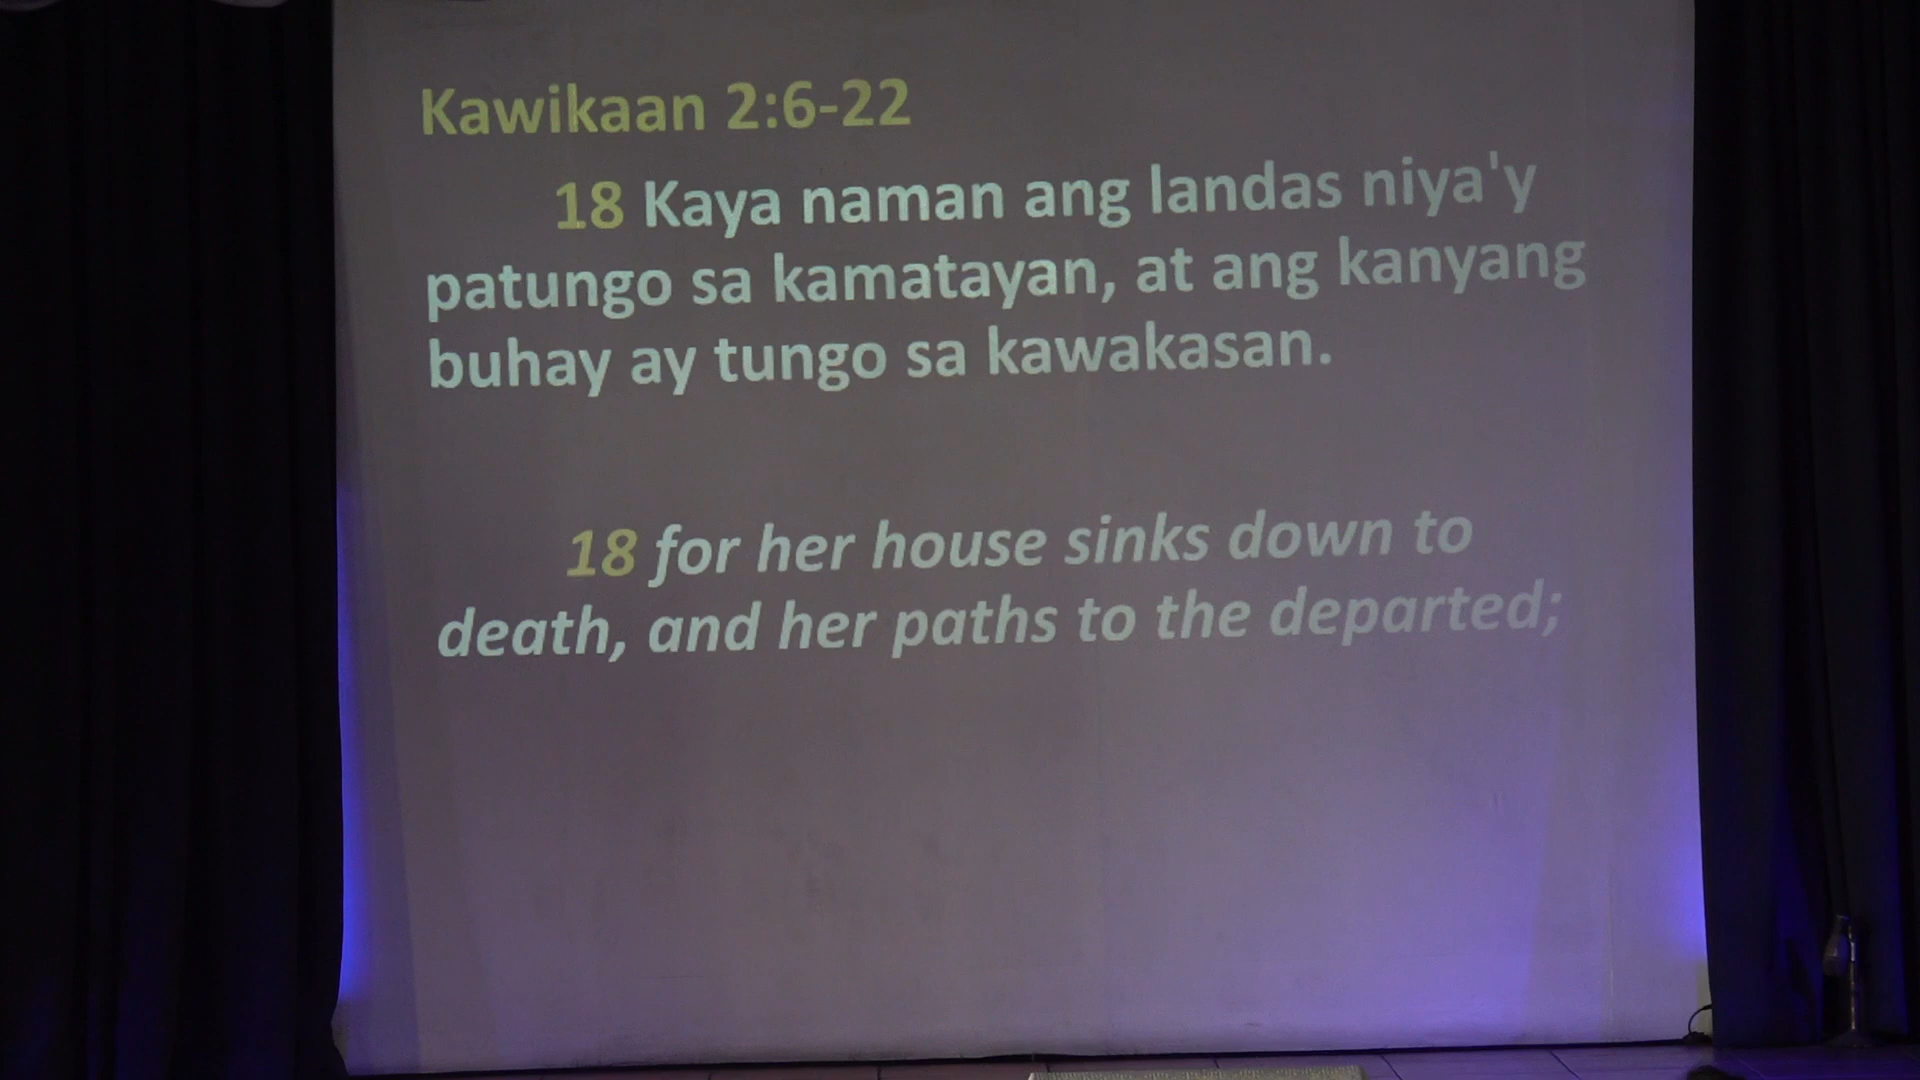 Kawikaan 2:6-22
18 Kaya naman ang landas niya'y
patungo sa kamatayan, at ang kanyang
buhay ay tungo sa kawakasan.
18 for her house sinks down to
death, and her paths to the departed;